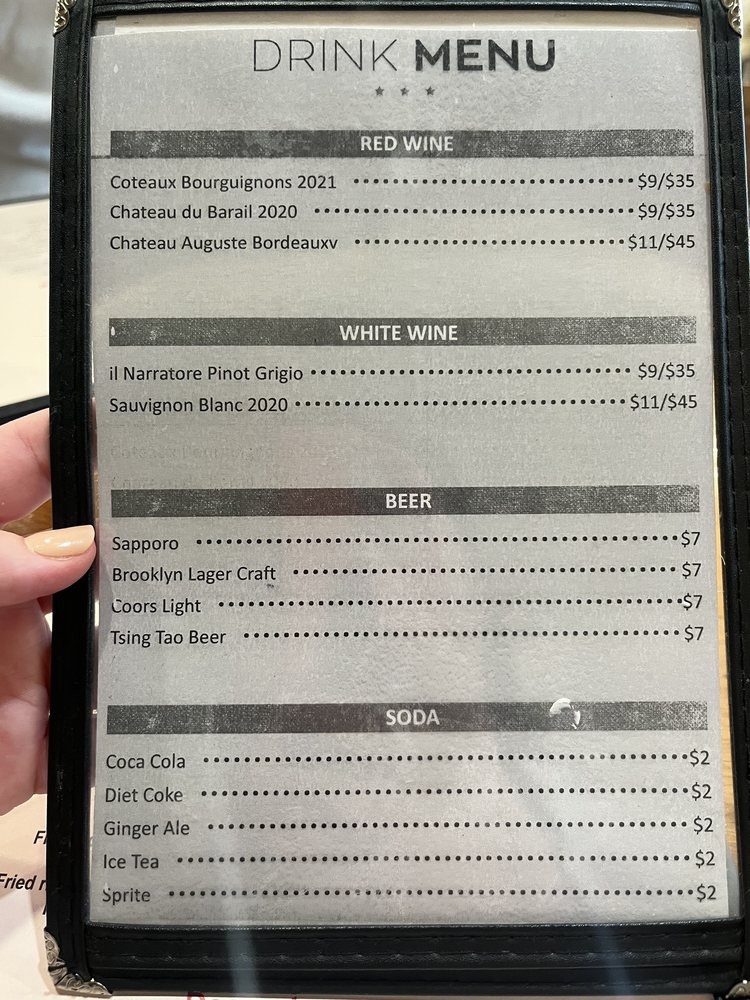 DRINK MENU
RED WINE
Coteaux Bourguignons 2021 $9/$35
Chateau du Barail 2020 $9/$35
Chateau Auguste Bordeauxv $11/$45
WHITE WINE
il Narratore Pinot Grigio $9/$35
Sauvignon Blanc 2020 $11/$45
BEER
Sapporo $7
Brooklyn Lager Craft $7
Coors Light $7
Tsing Tao Beer $7
SODA
Coca Cola $2
Diet Coke $2
Ginger Ale $2
Ice Tea $2
Sprite $2
Fried